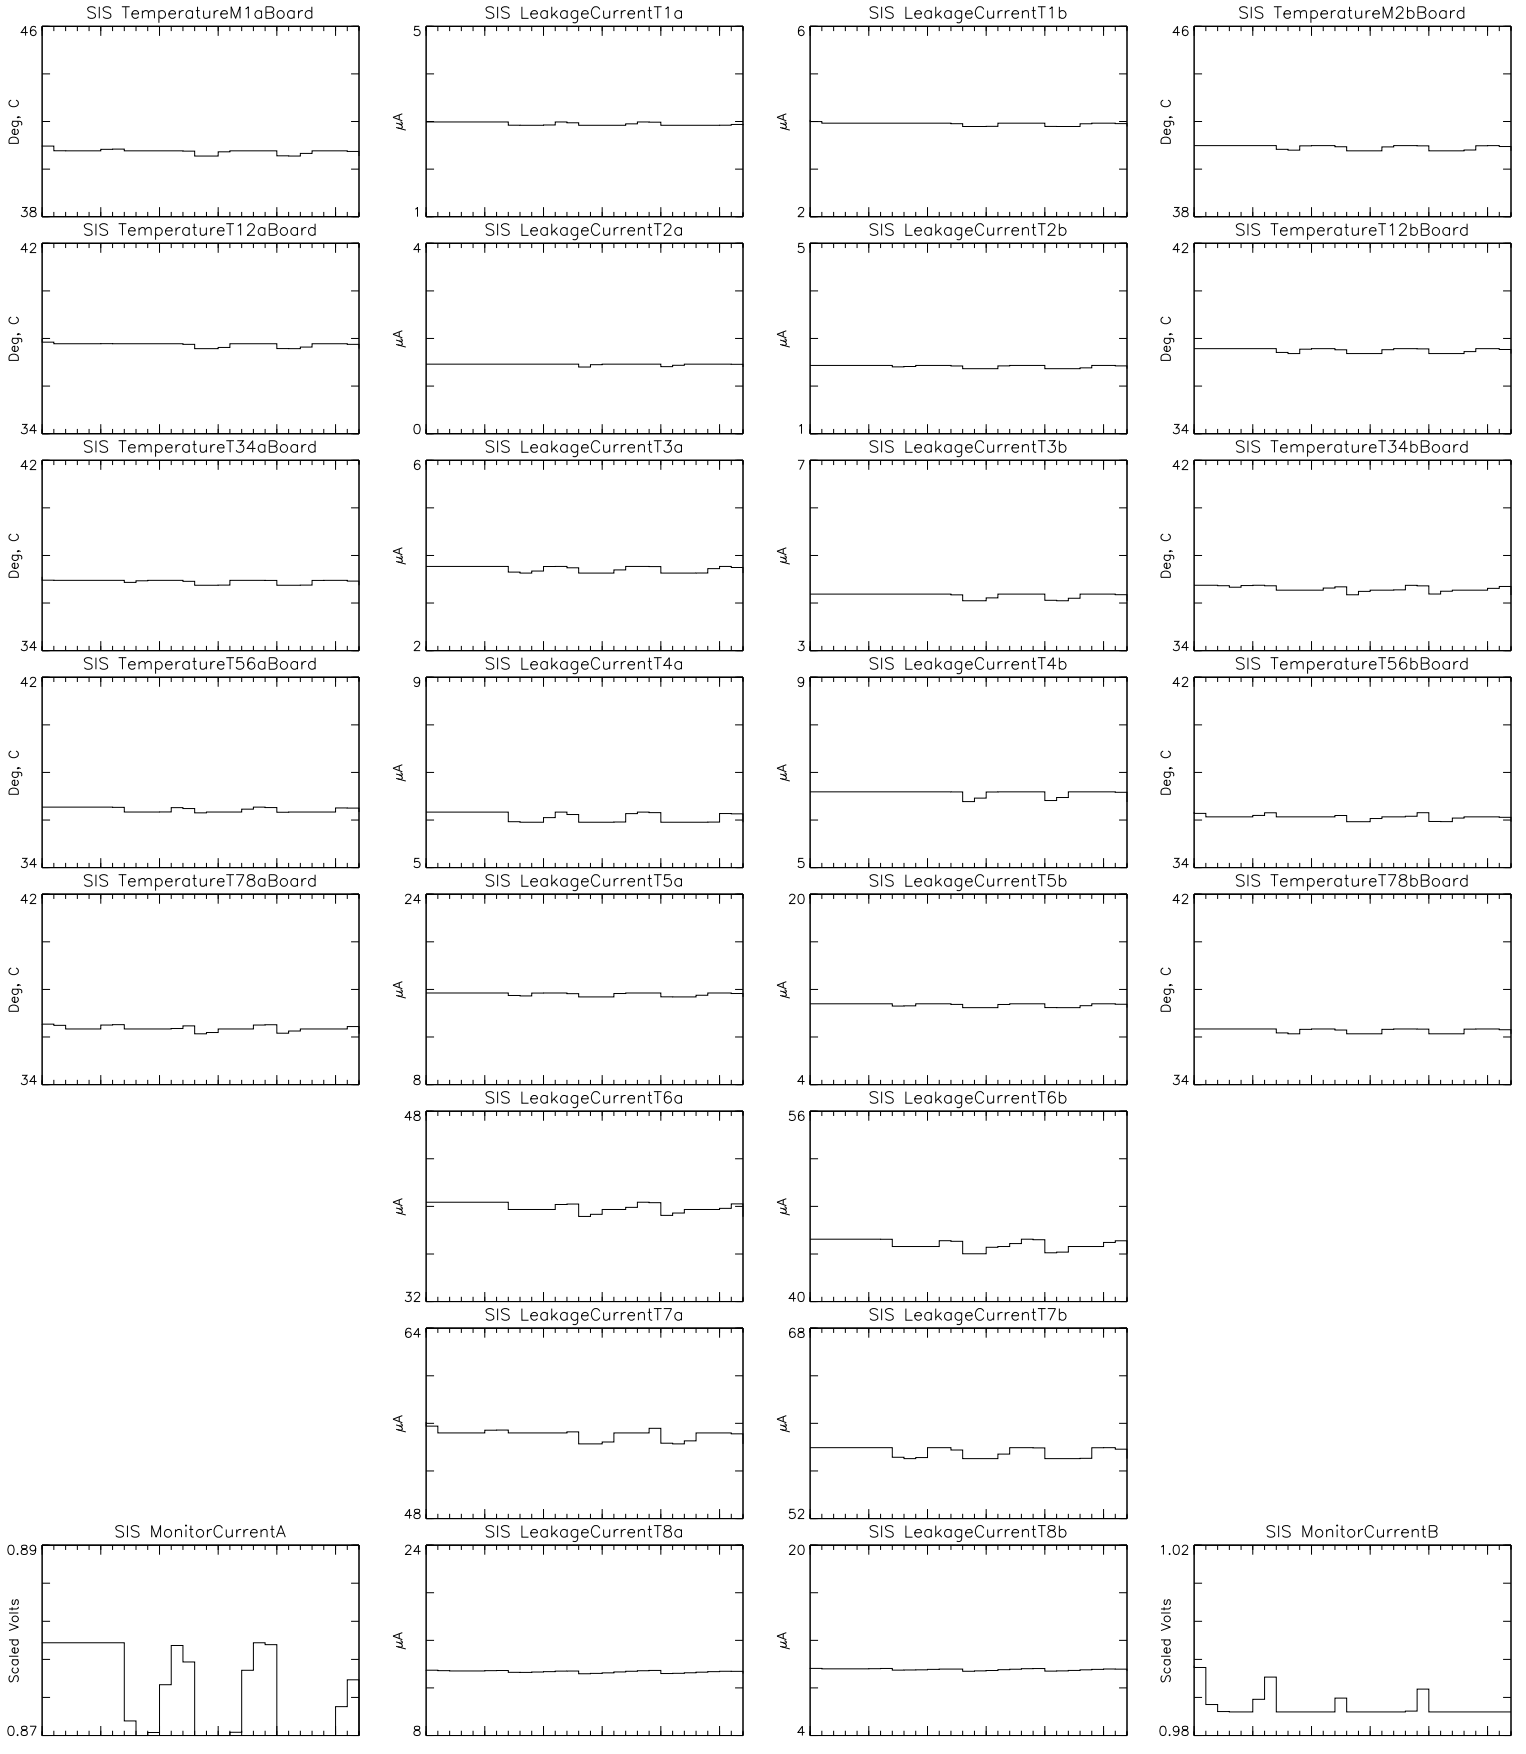 SIS TemperatureM1aBoard
46
Deg, C
38
SIS LeakageCurrentT1a
5
μA
1
SIS LeakageCurrentT1b
6
μA
2
SIS TemperatureM2bBoard
46
Deg, C
38
SIS TemperatureT12aBoard
42
Deg, C
34
SIS LeakageCurrentT2a
4
μA
0
SIS LeakageCurrentT2b
5
μA
1
SIS TemperatureT12bBoard
42
Deg, C
34
SIS TemperatureT34aBoard
42
Deg, C
34
SIS LeakageCurrentT3a
6
μA
2
SIS LeakageCurrentT3b
7
μA
3
SIS TemperatureT34bBoard
42
Deg, C
34
SIS TemperatureT56aBoard
42
Deg, C
34
SIS LeakageCurrentT4a
9
μA
5
SIS LeakageCurrentT4b
9
μA
5
SIS TemperatureT56bBoard
42
Deg, C
34
SIS TemperatureT78aBoard
42
Deg, C
34
SIS LeakageCurrentT5a
24
μA
8
SIS LeakageCurrentT5b
20
μA
4
SIS TemperatureT78bBoard
42
Deg, C
34
SIS LeakageCurrentT6a
48
μA
32
SIS LeakageCurrentT6b
56
μA
40
SIS LeakageCurrentT7a
64
μA
48
SIS LeakageCurrentT7b
68
μA
52
SIS MonitorCurrentA
0.89
Scaled Volts
0.87
SIS LeakageCurrentT8a
24
μA
8
SIS LeakageCurrentT8b
20
μA
4
SIS MonitorCurrentB
1.02
Scaled Volts
0.98